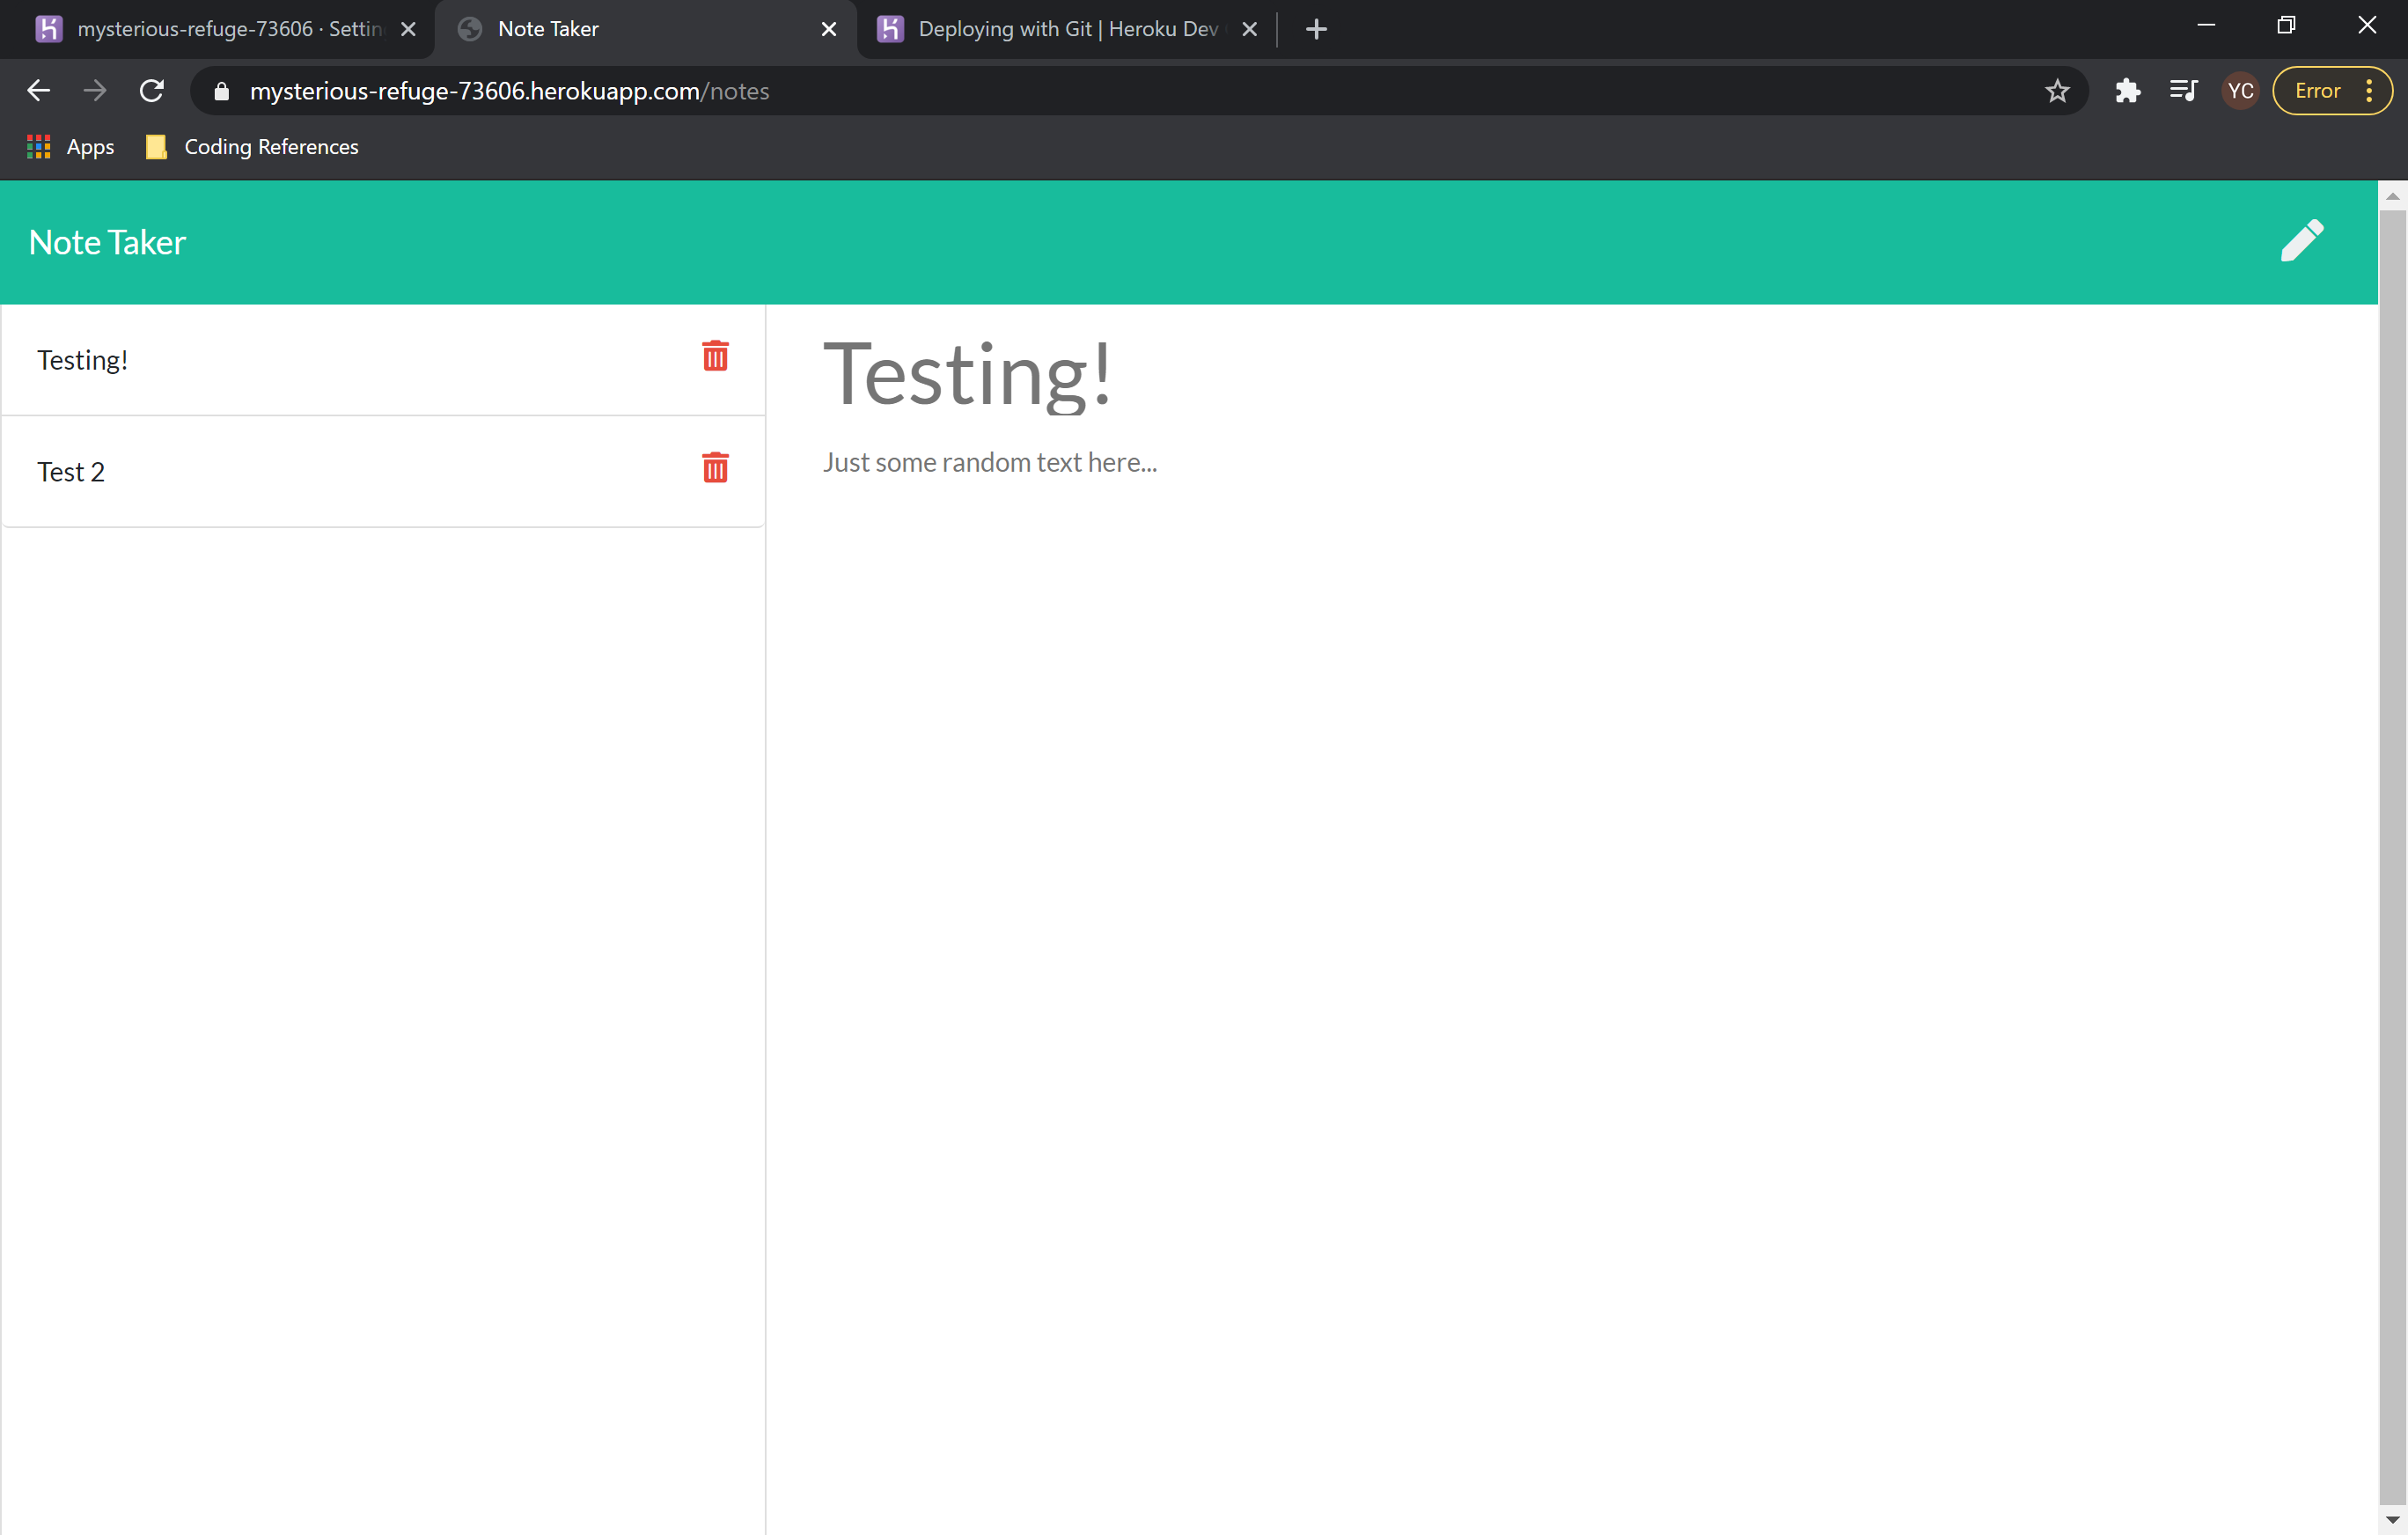 mysterious-refuge-73606 · Settin
Note Taker
Deploying with Git | Heroku Dev
mysterious-refuge-73606.herokuapp.com/notes
YC
Error
Apps
Coding References
Note Taker
Testing!
Test 2
Testing!
Just some random text here...